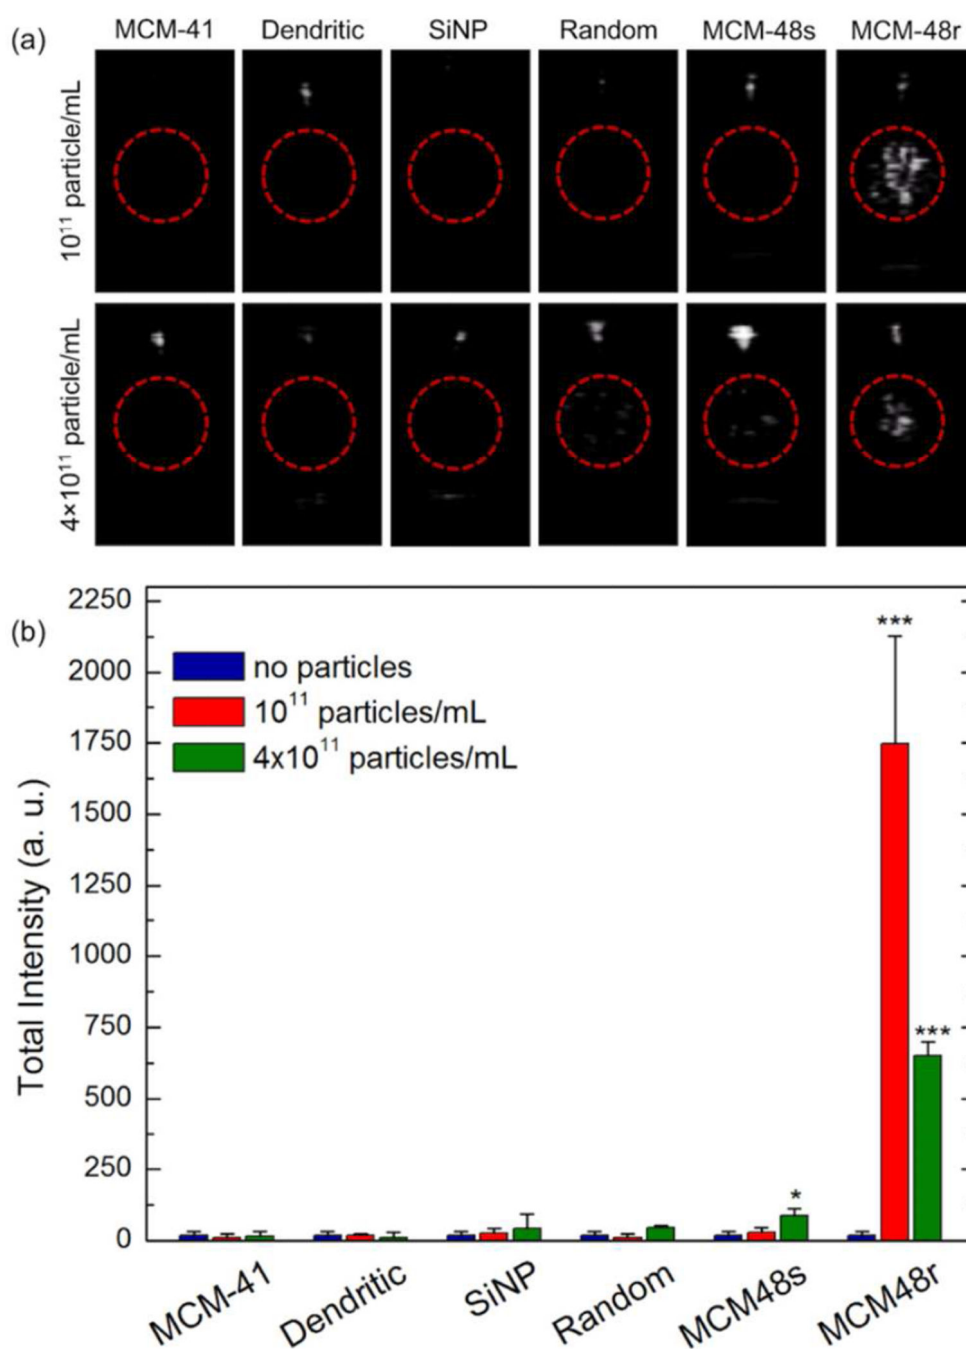 (a)
MCM-41 Dendritic SiNP Random MCM-48s MCM-48r
10¹¹ particle/mL
4×10¹¹ particle/mL
(b)
Total Intensity (a. u.)
2250
2000
1750
1500
1250
1000
750
500
250
0
no particles
10¹¹ particles/mL
4x10¹¹ particles/mL
***
***
*
MCM-41 Dendritic SiNP Random MCM48s MCM48r